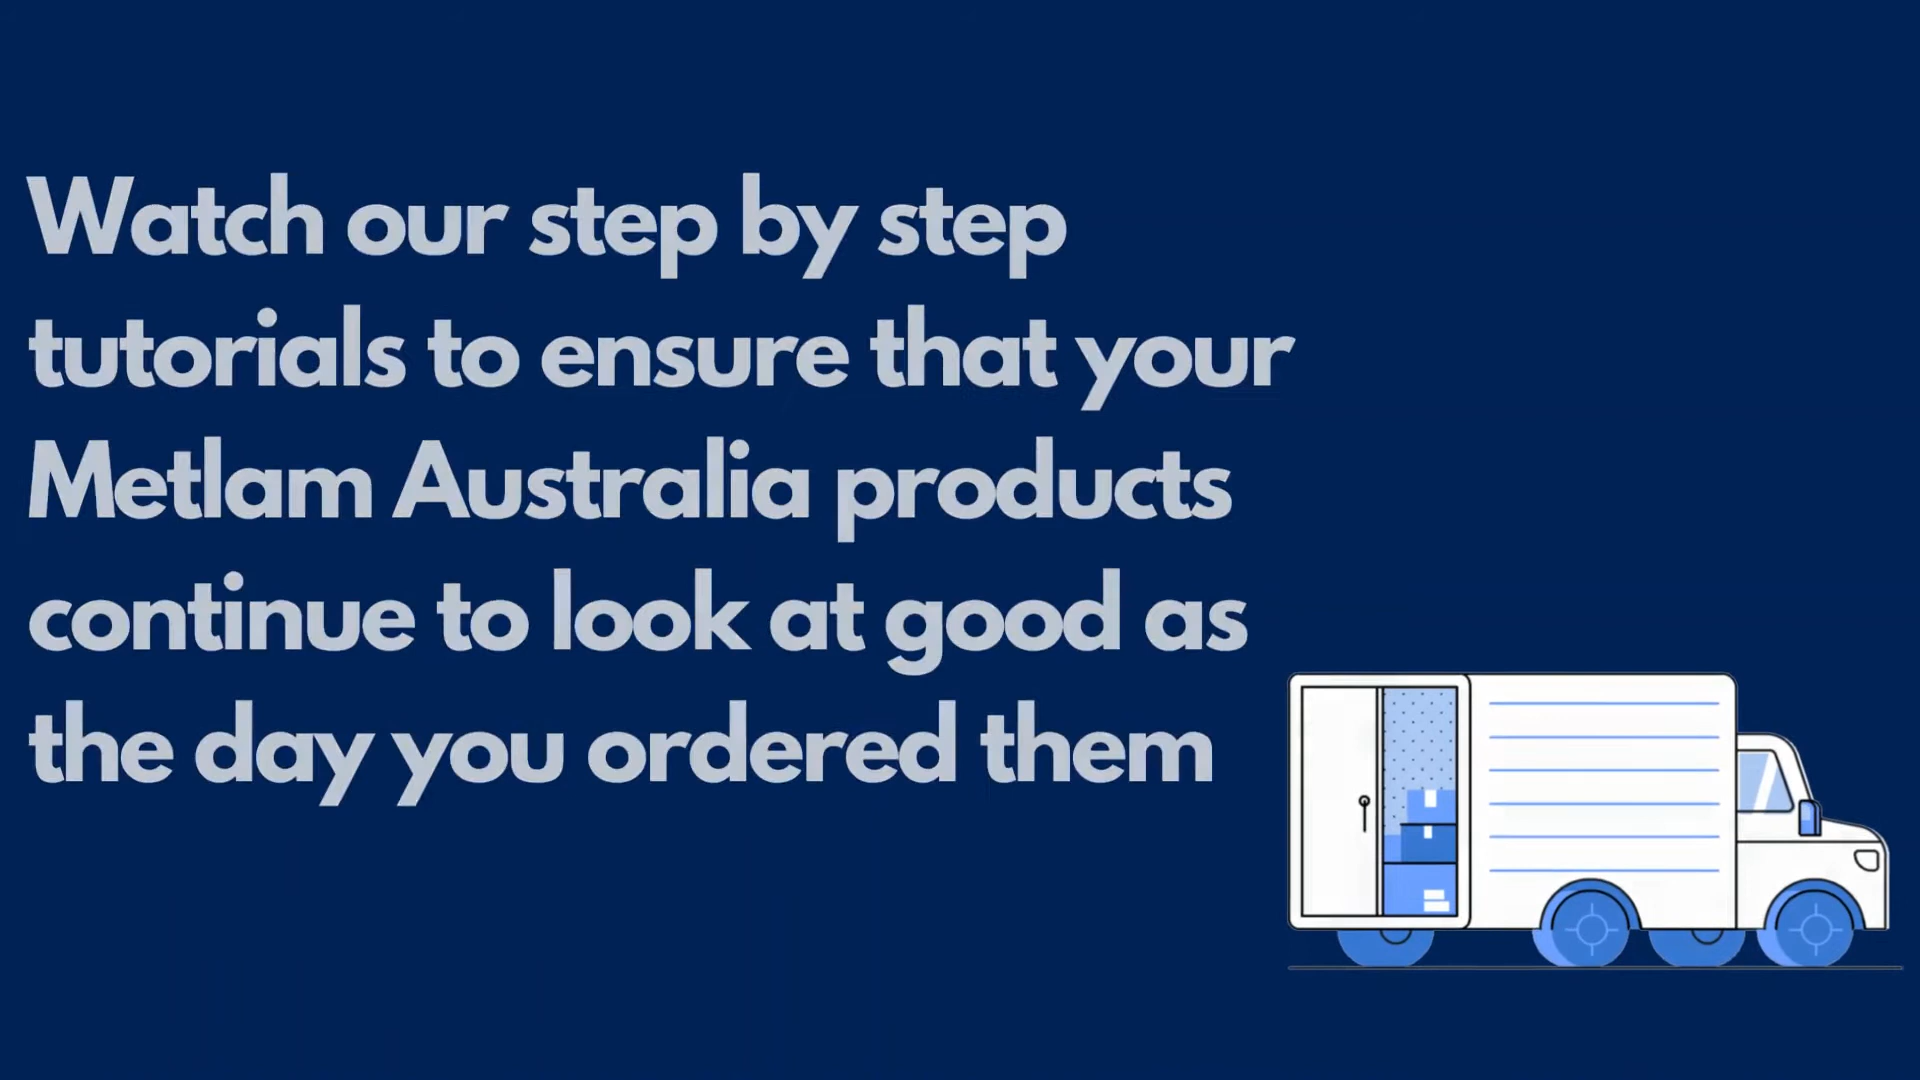 Watch our step by step
tutorials to ensure that your
Metlam Australia products
continue to look at good as
the day you ordered them